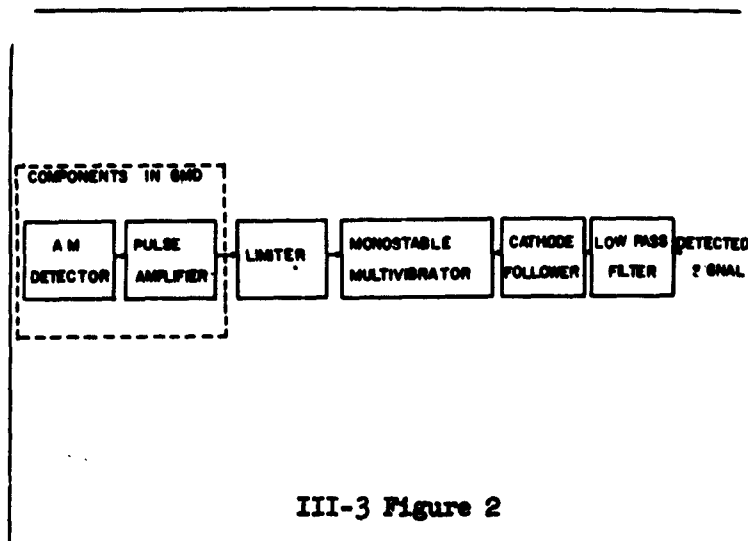 COMPONENTS IN GMD
AM
DETECTOR
PULSE
AMPLIFIER
LIMITER
MONOSTABLE
MULTIVIBRATOR
CATHODE
FOLLOWER
LOW PASS
FILTER
DETECTED
III-3 Figure 2